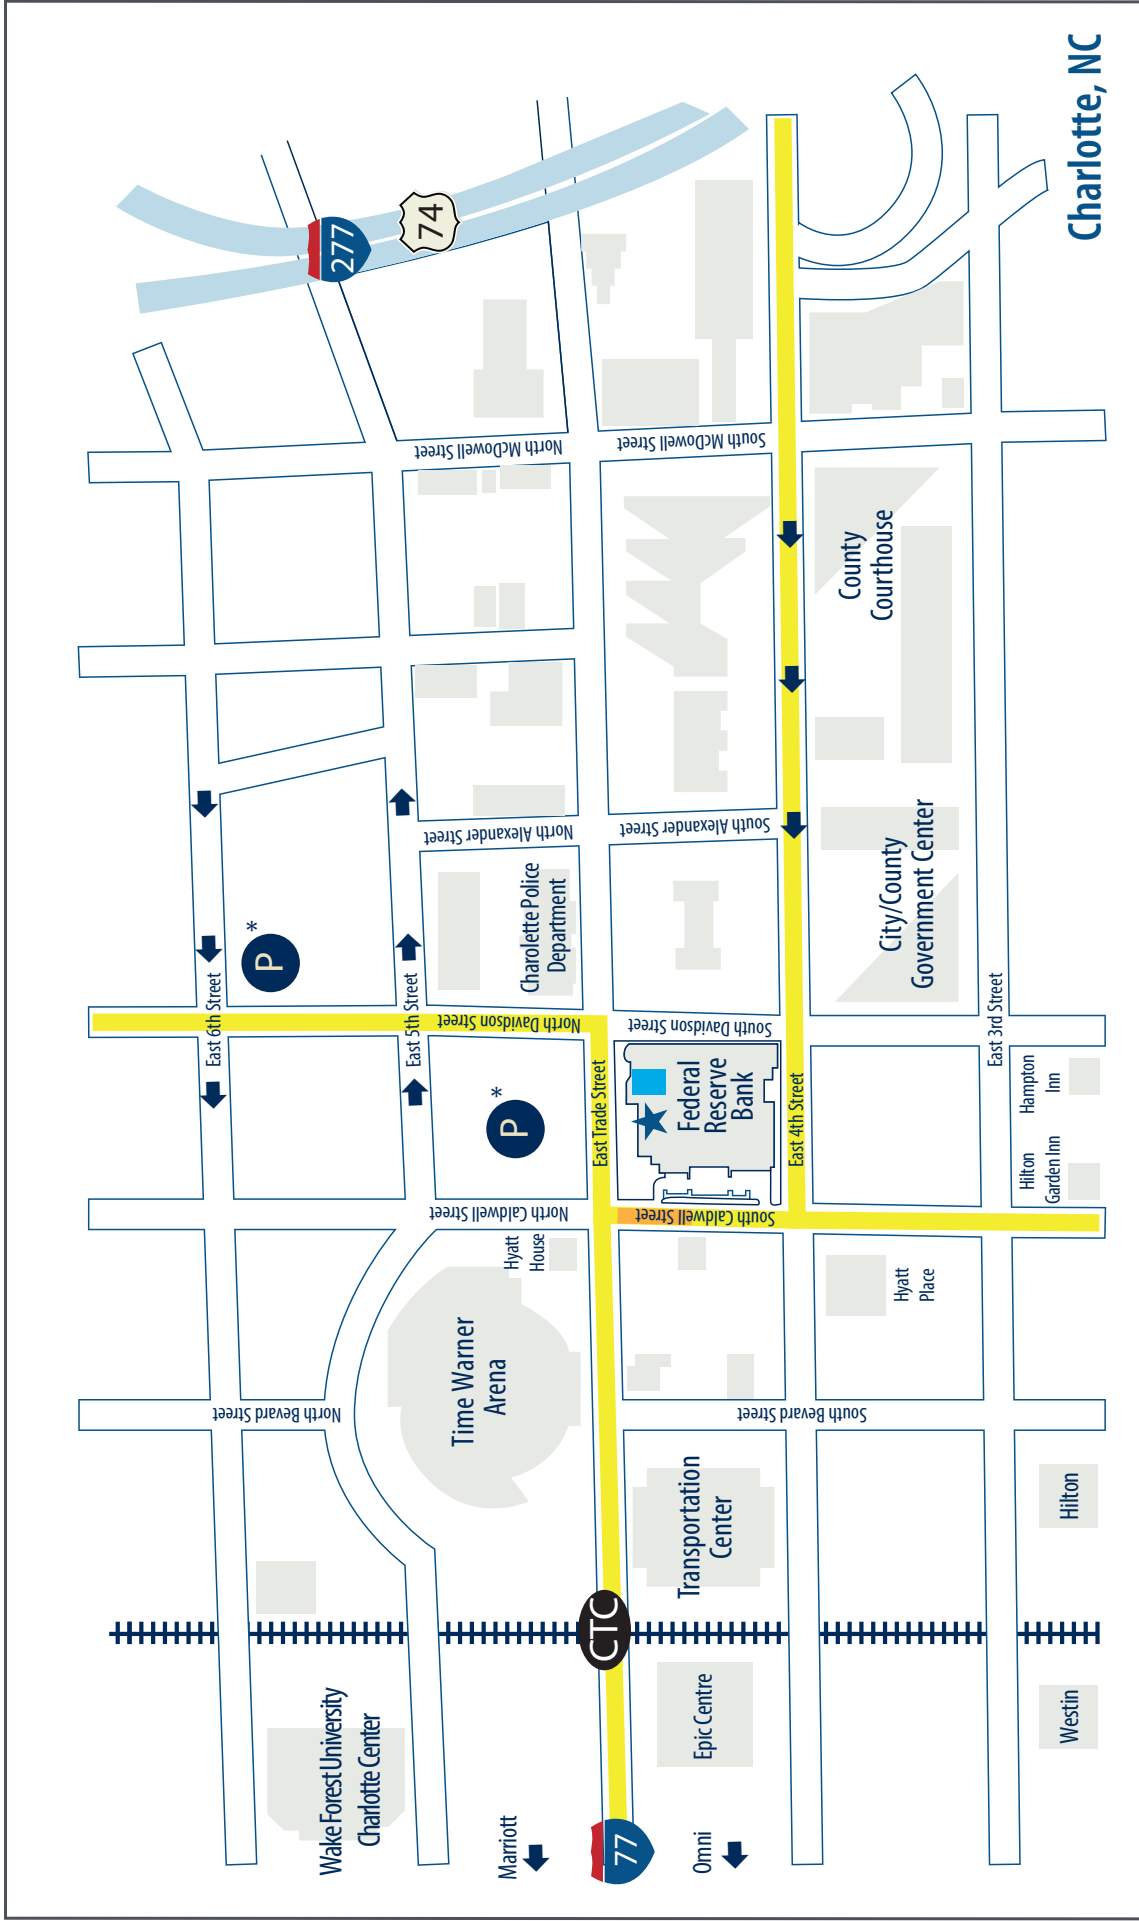 Charlotte, NC
277
74
North McDowell Street
South McDowell Street
County
Courthouse
North Alexander Street
South Alexander Street
Charolette Police
Department
City/County
Government Center
P
*
East 6th Street
East 5th Street
North Davidson Street
South Davidson Street
East 3rd Street
P
*
East Trade Street
Federal
Reserve
Bank
East 4th Street
Hampton
Inn
Hilton
Garden Inn
North Caldwell Street
South Caldwell Street
Hyatt
House
Hyatt
Place
Time Warner
Arena
North Bevard Street
South Bevard Street
Transportation
Center
Hilton
CTC
Wake Forest University
Charlotte Center
Epic Centre
Westin
Marriott
77
Omni